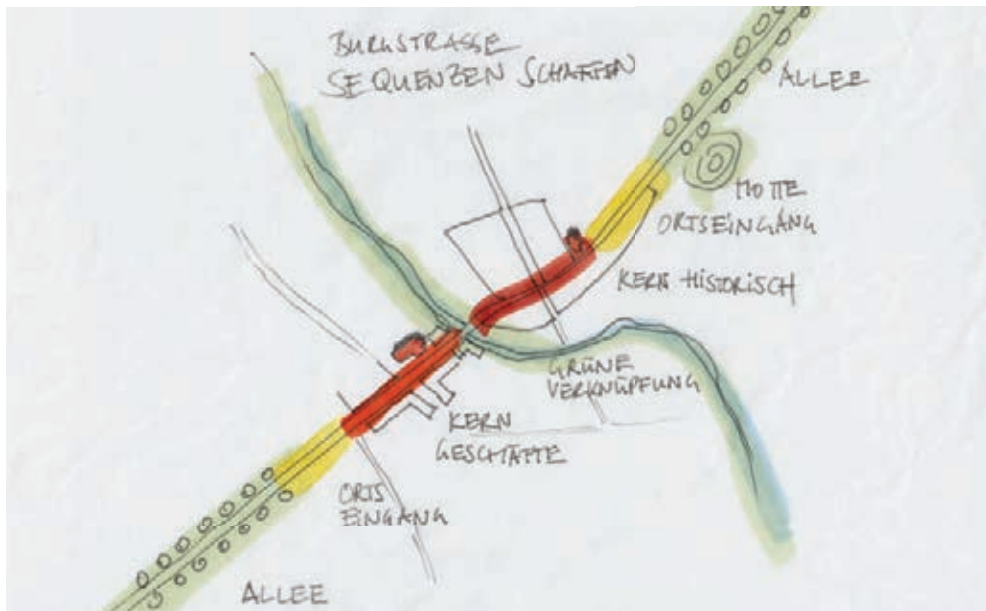 BURGSTRASSE
SEQUENZEN SCHAFFEN
ALLEE
MOTTE
ORTSEINGANG
KERN HISTORISCH
GRÜNE
VERKNÜPFUNG
KERN
GESCHÄFTE
ORTS
EINGANG
ALLEE